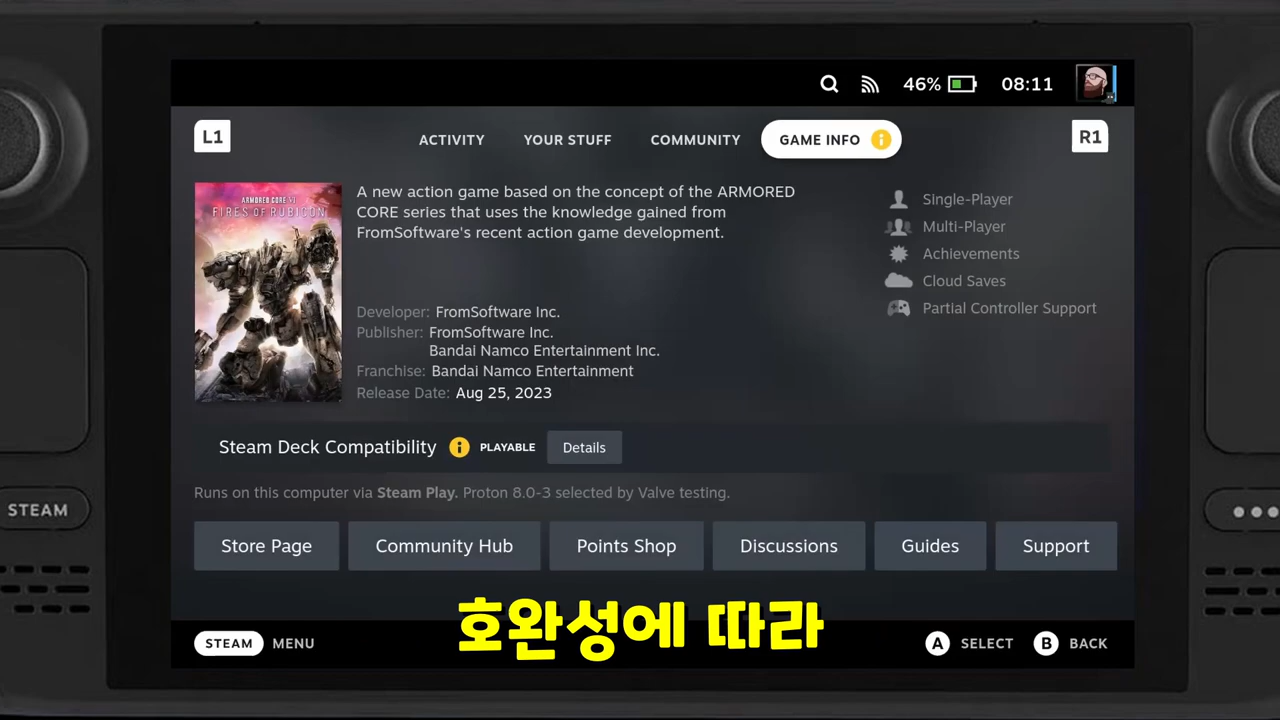 46% 08:11
L1 ACTIVITY YOUR STUFF COMMUNITY GAME INFO i R1
ARMORED CORE VI
FIRES OF RUBICON
A new action game based on the concept of the ARMORED
CORE series that uses the knowledge gained from
FromSoftware's recent action game development.
Single-Player
Multi-Player
Achievements
Cloud Saves
Partial Controller Support
Developer: FromSoftware Inc.
Publisher: FromSoftware Inc.
Bandai Namco Entertainment Inc.
Franchise: Bandai Namco Entertainment
Release Date: Aug 25, 2023
Steam Deck Compatibility i PLAYABLE Details
Runs on this computer via Steam Play. Proton 8.0-3 selected by Valve testing.
STEAM
Store Page Community Hub Points Shop Discussions Guides Support
호완성에 따라
STEAM MENU A SELECT B BACK